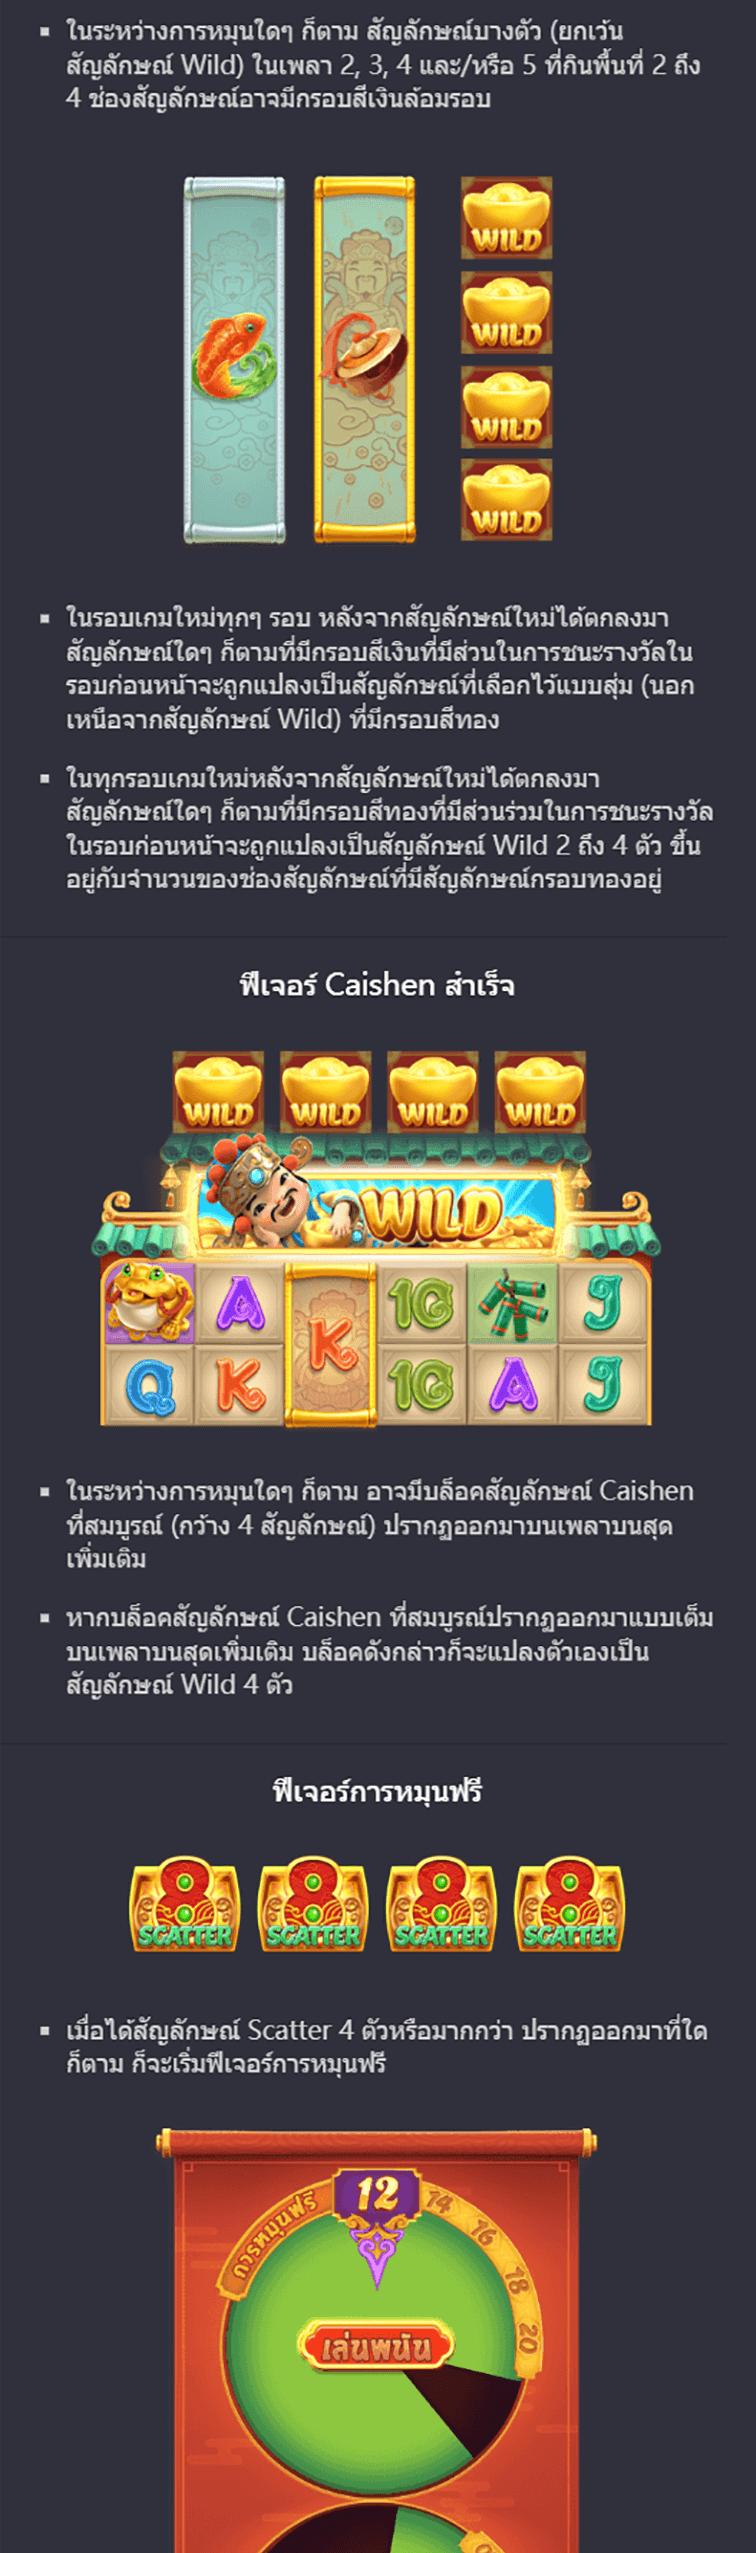 ในระหว่างการหมุนใดๆ ก็ตาม สัญลักษณ์บางตัว (ยกเว้น
สัญลักษณ์ Wild) ในเพลา 2, 3, 4 และ/หรือ 5 ที่กินพื้นที่ 2 ถึง
4 ช่องสัญลักษณ์อาจมีกรอบสีเงินล้อมรอบ
WILD
WILD
WILD
WILD
ในรอบเกมใหม่ทุกๆ รอบ หลังจากสัญลักษณ์ใหม่ได้ตกลงมา
สัญลักษณ์ใดๆ ก็ตามที่มีกรอบสีเงินที่มีส่วนในการชนะรางวัลใน
รอบก่อนหน้าจะถูกแปลงเป็นสัญลักษณ์ที่เลือกไว้แบบสุ่ม (นอก
เหนือจากสัญลักษณ์ Wild) ที่มีกรอบสีทอง
ในทุกรอบเกมใหม่หลังจากสัญลักษณ์ใหม่ได้ตกลงมา
สัญลักษณ์ใดๆ ก็ตามที่มีกรอบสีทองที่มีส่วนร่วมในการชนะรางวัล
ในรอบก่อนหน้าจะถูกแปลงเป็นสัญลักษณ์ Wild 2 ถึง 4 ตัว ขึ้น
อยู่กับจำนวนของช่องสัญลักษณ์ที่มีสัญลักษณ์กรอบทองอยู่
ฟีเจอร์ Caishen สำเร็จ
WILD WILD WILD WILD
WILD
A K 10 J
Q K 10 A J
ในระหว่างการหมุนใดๆ ก็ตาม อาจมีบล็อคสัญลักษณ์ Caishen
ที่สมบูรณ์ (กว้าง 4 สัญลักษณ์) ปรากฏออกมาบนเพลาบนสุด
เพิ่มเติม
หากบล็อคสัญลักษณ์ Caishen ที่สมบูรณ์ปรากฏออกมาแบบเต็ม
บนเพลาบนสุดเพิ่มเติม บล็อคดังกล่าวก็จะแปลงตัวเองเป็น
สัญลักษณ์ Wild 4 ตัว
ฟีเจอร์การหมุนฟรี
8 8 8 8
SCATTER SCATTER SCATTER SCATTER
เมื่อได้สัญลักษณ์ Scatter 4 ตัวหรือมากกว่า ปรากฏออกมาที่ใด
ก็ตาม ก็จะเริ่มฟีเจอร์การหมุนฟรี
การหมุนฟรี 12 14 16 18 20
เล่นพนัน